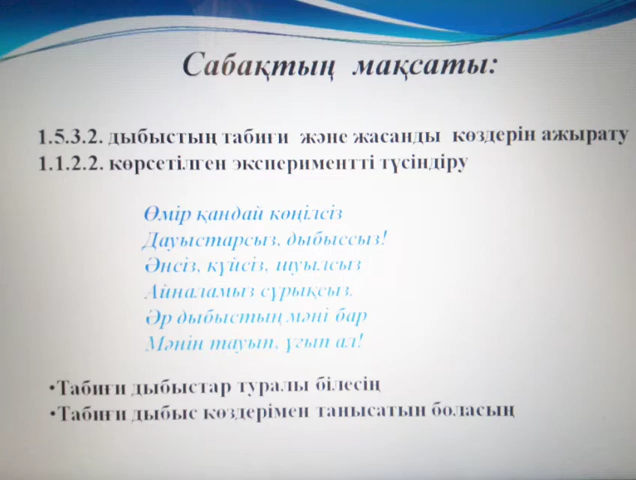 Сабақтың мақсаты:
1.5.3.2. дыбыстың табиғи және жасанды көздерін ажырату
1.1.2.2. көрсетілген экспериментті түсіндіру
Өмір қандай көңілсіз
Дауыстарсыз, дыбыссыз!
Әнсіз, күйсіз, шуылсыз
Айналамыз сұрықсыз.
Әр дыбыстың мәні бар
Мәнін тауып, ұғып ал!
•Табиғи дыбыстар туралы білесің
•Табиғи дыбыс көздерімен танысатын боласың